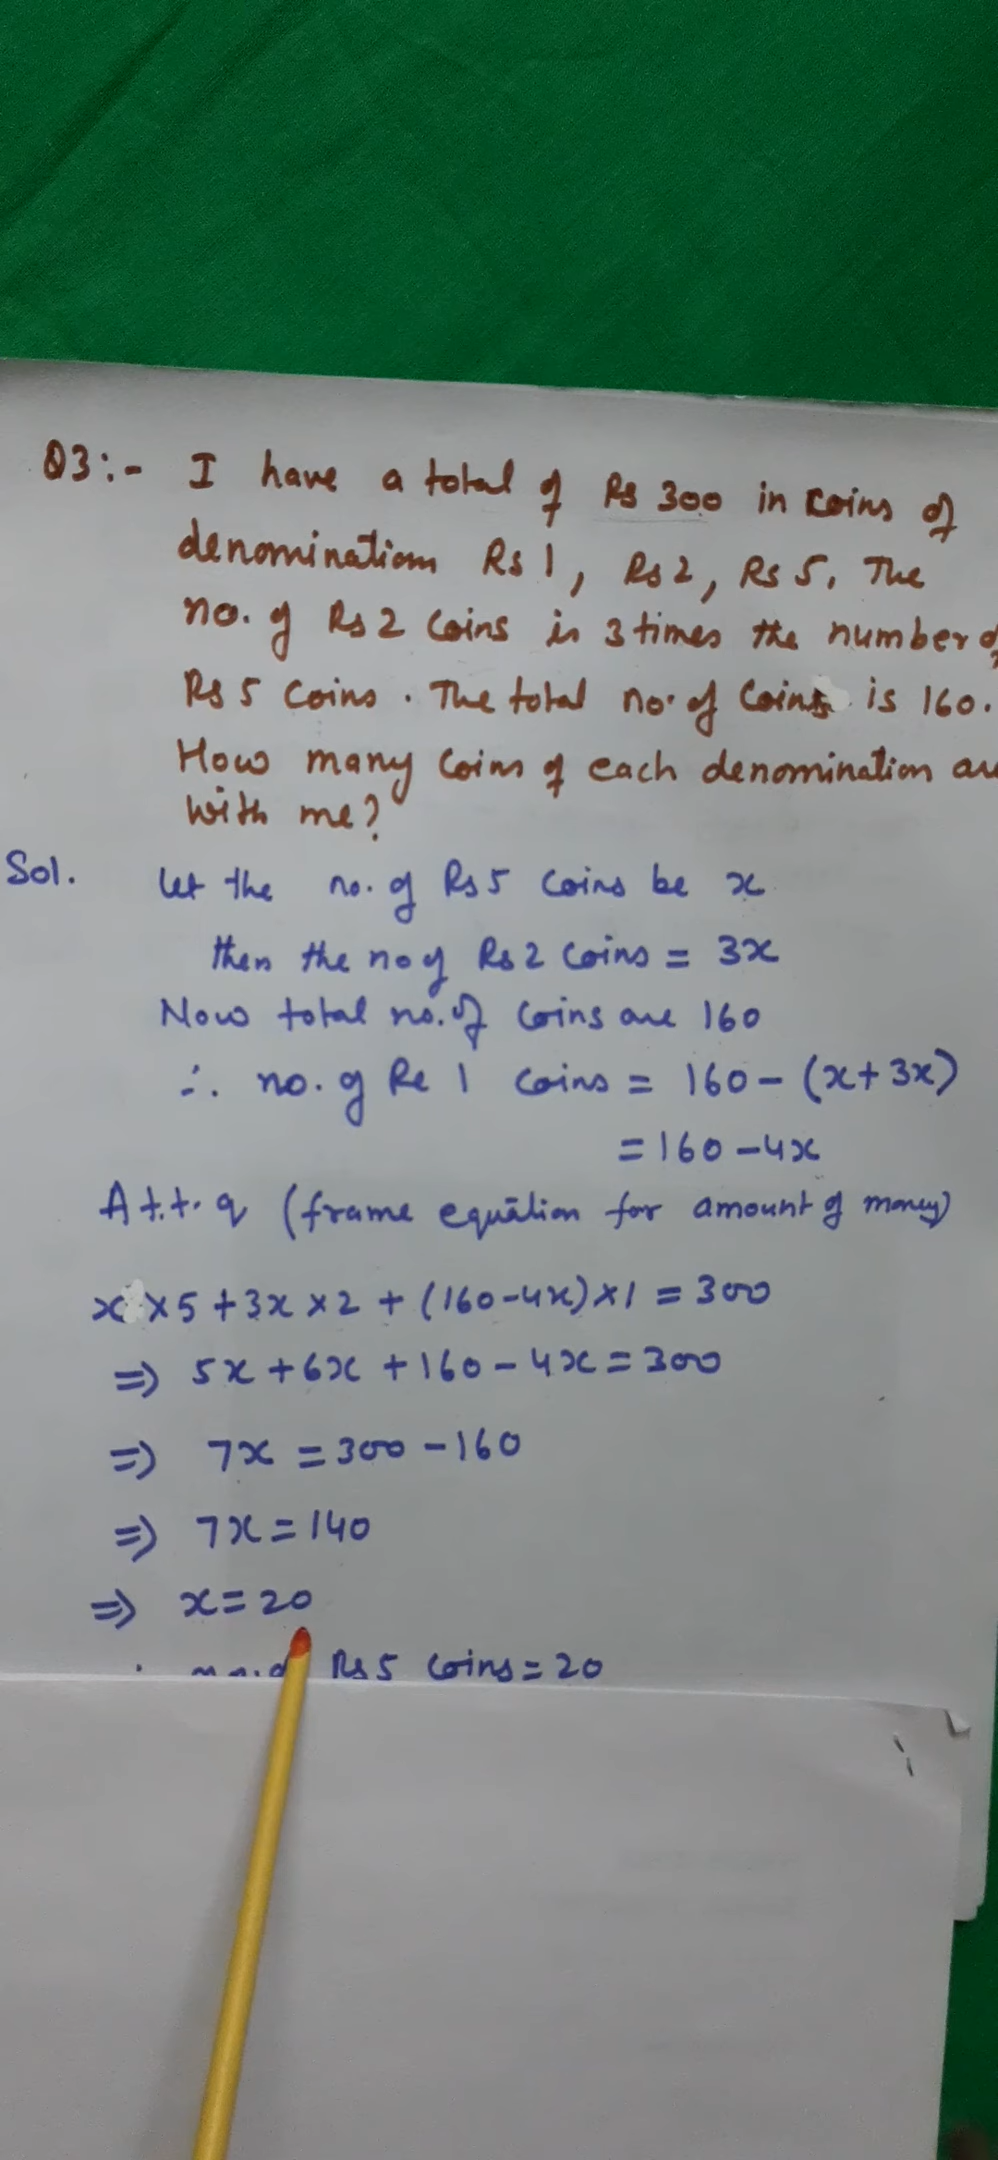 Q3:- I have a total of Rs 300 in coins of
denominations Rs 1, Rs 2, Rs 5. The
no. of Rs 2 Coins is 3 times the number of
Rs 5 Coins. The total no. of Coins is 160.
How many Coins of each denomination are
with me?
Sol. Let the no. of Rs 5 Coins be x
then the no of Rs 2 Coins = 3x
Now total no. of Coins are 160
∴ no. of Re 1 Coins = 160 - (x + 3x)
= 160 - 4x
A.t.t.q (frame equation for amount of money)
x × 5 + 3x × 2 + (160 - 4x) × 1 = 300
⇒ 5x + 6x + 160 - 4x = 300
⇒ 7x = 300 - 160
⇒ 7x = 140
⇒ x = 20
Rs 5 Coins = 20